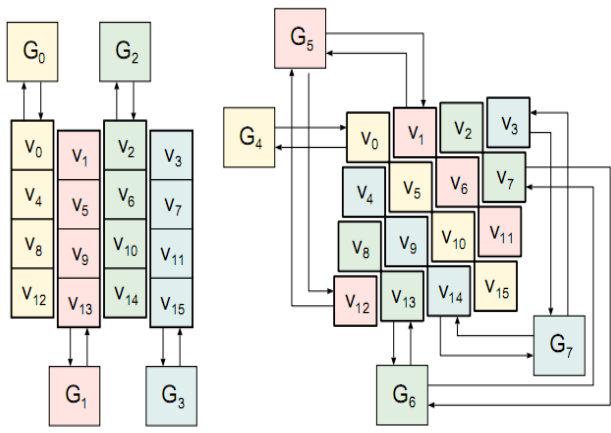 G₀ G₂
V₀ V₁ V₂ V₃
V₄ V₅ V₆ V₇
V₈ V₉ V₁₀ V₁₁
V₁₂ V₁₃ V₁₄ V₁₅
G₁ G₃
G₅
G₄
V₀ V₁ V₂ V₃
V₄ V₅ V₆ V₇
V₈ V₉ V₁₀ V₁₁
V₁₂ V₁₃ V₁₄ V₁₅
G₇
G₆